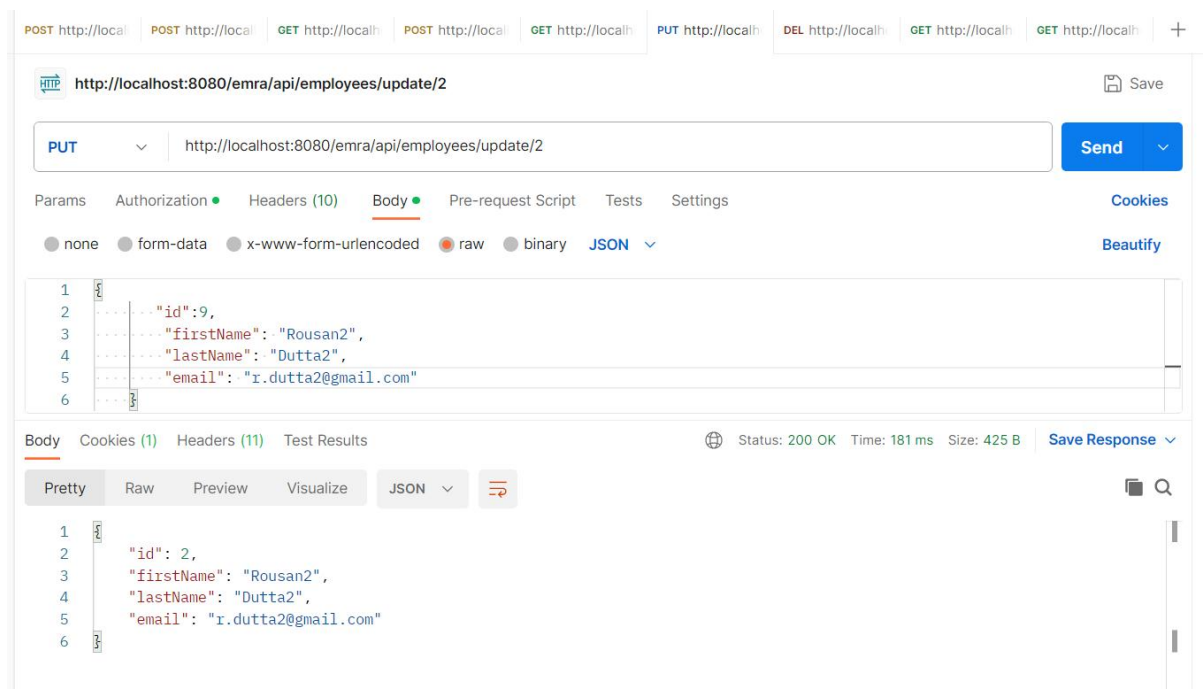 POST http://local POST http://local GET http://localh POST http://local GET http://localh PUT http://localh DEL http://localh GET http://localh GET http://localh +
HTTP http://localhost:8080/emra/api/employees/update/2 Save
PUT http://localhost:8080/emra/api/employees/update/2 Send
Params Authorization Headers (10) Body Pre-request Script Tests Settings Cookies
none form-data x-www-form-urlencoded raw binary JSON Beautify
1 {
2 "id":9,
3 "firstName": "Rousan2",
4 "lastName": "Dutta2",
5 "email": "r.dutta2@gmail.com"
6 }
Body Cookies (1) Headers (11) Test Results Status: 200 OK Time: 181 ms Size: 425 B Save Response
Pretty Raw Preview Visualize JSON
1 {
2 "id": 2,
3 "firstName": "Rousan2",
4 "lastName": "Dutta2",
5 "email": "r.dutta2@gmail.com"
6 }